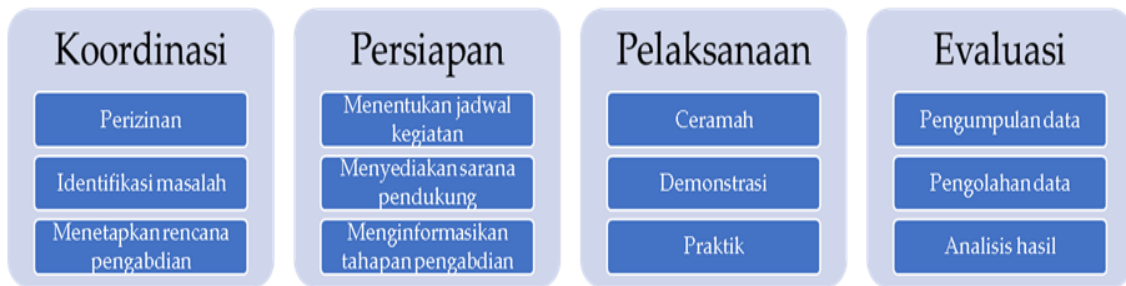 Koordinasi
Perizinan
Identifikasi masalah
Menetapkan rencana
pengabdian
Persiapan
Menentukan jadwal
kegiatan
Menyediakan sarana
pendukung
Menginformasikan
tahapan pengabdian
Pelaksanaan
Ceramah
Demonstrasi
Praktik
Evaluasi
Pengumpulan data
Pengolahan data
Analisis hasil